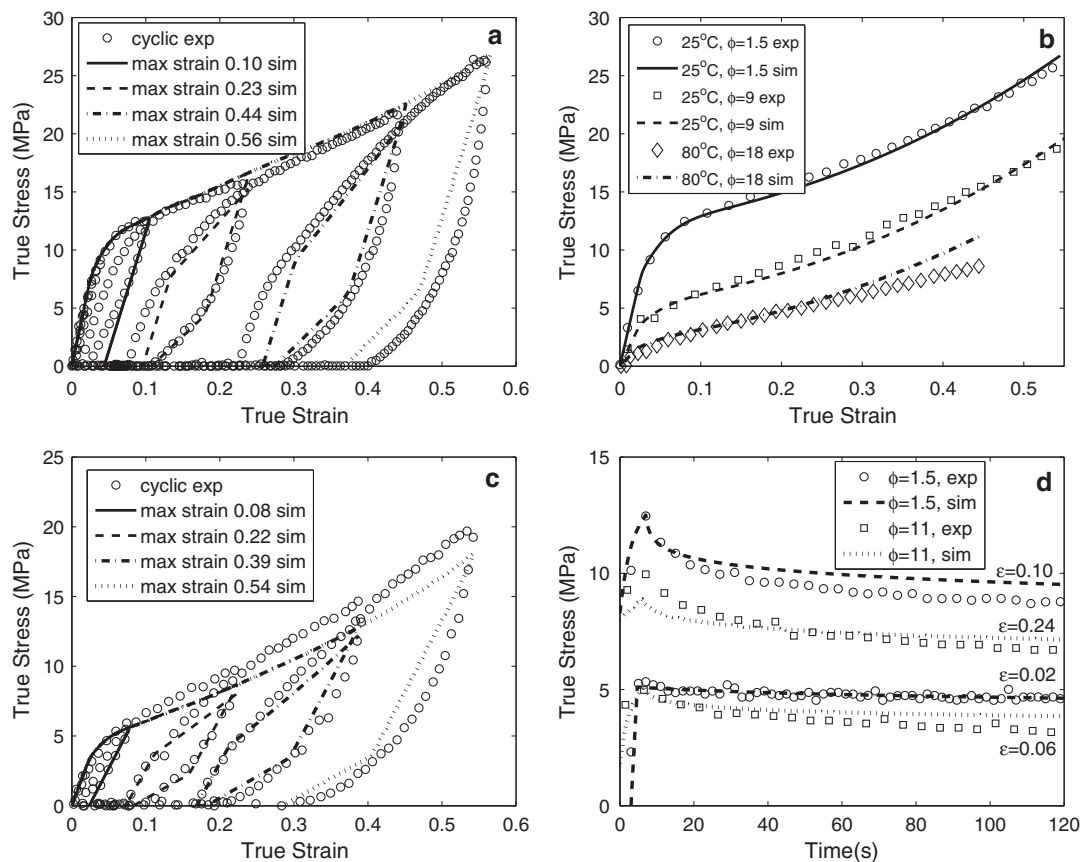 a
cyclic exp
max strain 0.10 sim
max strain 0.23 sim
max strain 0.44 sim
max strain 0.56 sim
30
25
20
15
10
5
0
True Stress (MPa)
0 0.1 0.2 0.3 0.4 0.5 0.6
True Strain
b
25°C, ϕ=1.5 exp
25°C, ϕ=1.5 sim
25°C, ϕ=9 exp
25°C, ϕ=9 sim
80°C, ϕ=18 exp
80°C, ϕ=18 sim
30
25
20
15
10
5
0
True Stress (MPa)
0 0.1 0.2 0.3 0.4 0.5
True Strain
c
cyclic exp
max strain 0.08 sim
max strain 0.22 sim
max strain 0.39 sim
max strain 0.54 sim
25
20
15
10
5
0
True Stress (MPa)
0 0.1 0.2 0.3 0.4 0.5 0.6
True Strain
d
ϕ=1.5, exp
ϕ=1.5, sim
ϕ=11, exp
ϕ=11, sim
15
10
5
0
True Stress (MPa)
ε=0.10
ε=0.24
ε=0.02
ε=0.06
0 20 40 60 80 100 120
Time(s)